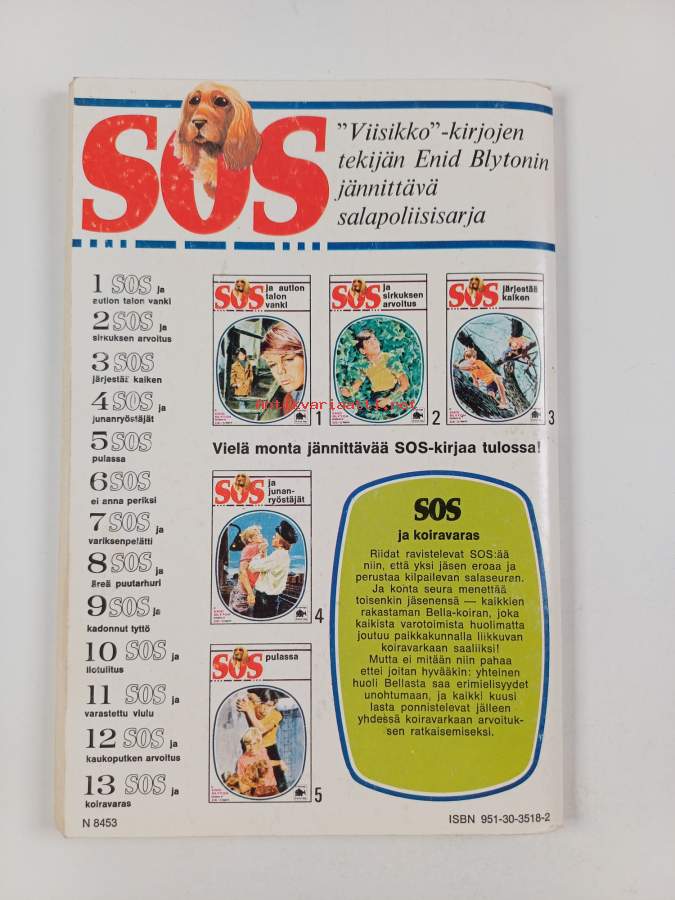 SOS
"Viisikko"-kirjojen
tekijän Enid Blytonin
jännittävä
salapoliisisarja
1 SOS ja
aution talon vanki
2 SOS ja
sirkuksen arvoitus
3 SOS
järjestää kaiken
4 SOS ja
junanryöstäjät
5 SOS
pulassa
6 SOS
ei anna periksi
7 SOS ja
variksenpelätti
8 SOS ja
äreä puutarhuri
9 SOS ja
kadonnut tyttö
10 SOS ja
ilotulitus
11 SOS ja
varastettu viulu
12 SOS ja
kaukoputken arvoitus
13 SOS ja
koiravaras
N 8453
SOS ja aution
talon
vanki
1
SOS ja
sirkuksen
arvoitus
2
SOS järjestää
kaiken
3
antikvariaatti.net
Vielä monta jännittävää SOS-kirjaa tulossa!
SOS ja
junan-
ryöstäjät
4
SOS pulassa
5
SOS
ja koiravaras
Riidat ravistelevat SOS:ää
niin, että yksi jäsen eroaa ja
perustaa kilpailevan salaseuran.
Ja konta seura menettää
toisenkin jäsenensä — kaikkien
rakastaman Bella-koiran, joka
kaikista varotoimista huolimatta
joutuu paikkakunnalla liikkuvan
koiravarkaan saaliiksi!
Mutta ei mitään niin pahaa
ettei joitan hyvääkin: yhteinen
huoli Bellasta saa erimielisyydet
unohtumaan, ja kaikki kuusi
lasta ponnistelevat jälleen
yhdessä koiravarkaan arvoituk-
sen ratkaisemiseksi.
ISBN 951-30-3518-2